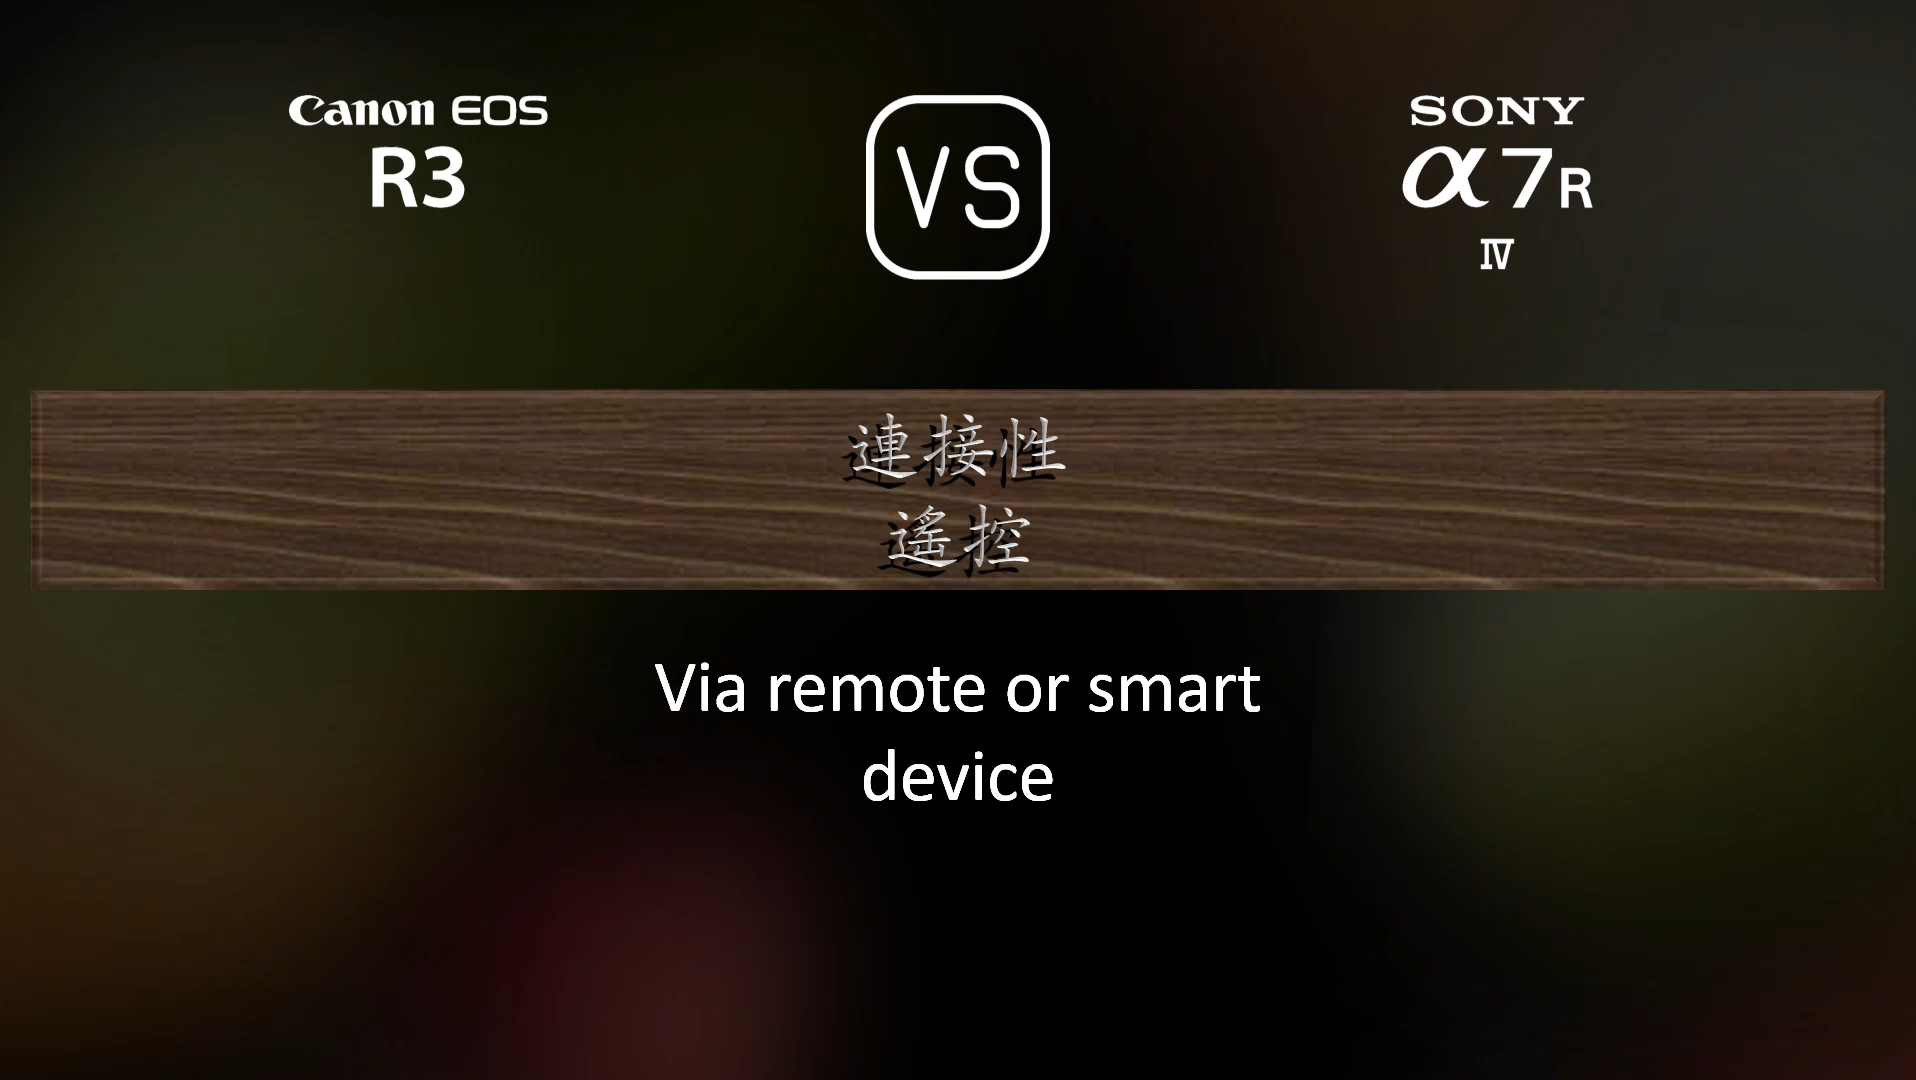 Canon EOS
R3
VS
SONY
α7R
IV
連接性
遙控
Via remote or smart
device